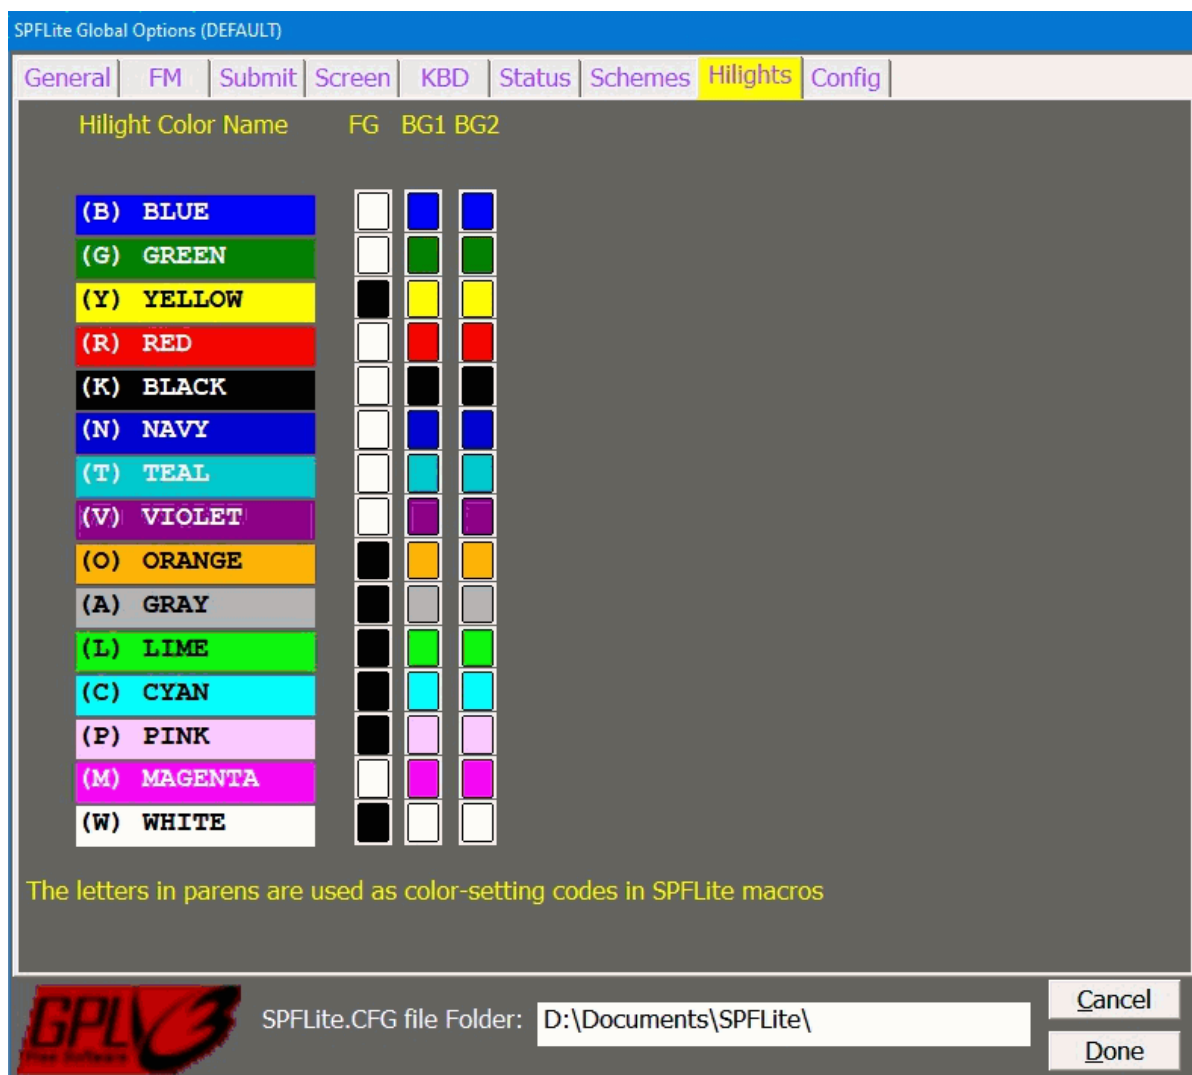 SPFLite Global Options (DEFAULT)
General FM Submit Screen KBD Status Schemes Hilights Config
Hilight Color Name FG BG1 BG2
(B) BLUE
(G) GREEN
(Y) YELLOW
(R) RED
(K) BLACK
(N) NAVY
(T) TEAL
(V) VIOLET
(O) ORANGE
(A) GRAY
(L) LIME
(C) CYAN
(P) PINK
(M) MAGENTA
(W) WHITE
The letters in parens are used as color-setting codes in SPFLite macros
GPLV3
Free Software
SPFLite.CFG file Folder: D:\Documents\SPFLite\
Cancel
Done